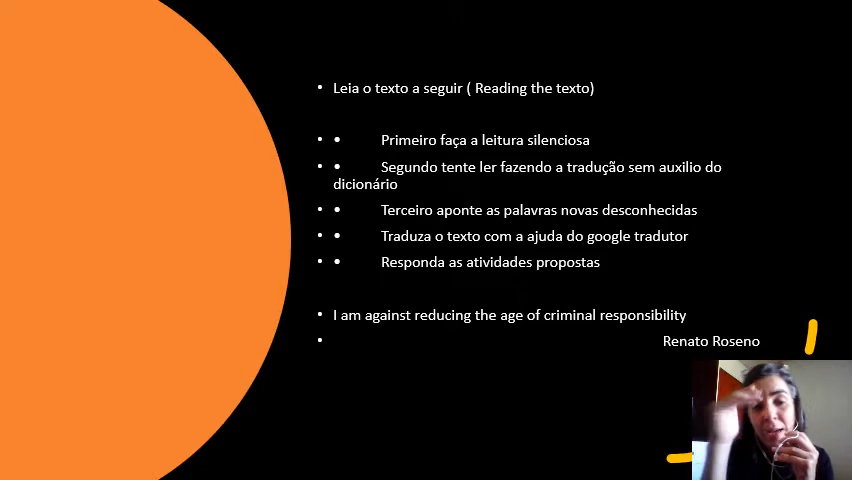 • Leia o texto a seguir ( Reading the texto)
• • Primeiro faça a leitura silenciosa
• • Segundo tente ler fazendo a tradução sem auxilio do
dicionário
• • Terceiro aponte as palavras novas desconhecidas
• • Traduza o texto com a ajuda do google tradutor
• • Responda as atividades propostas
• I am against reducing the age of criminal responsibility
• Renato Roseno